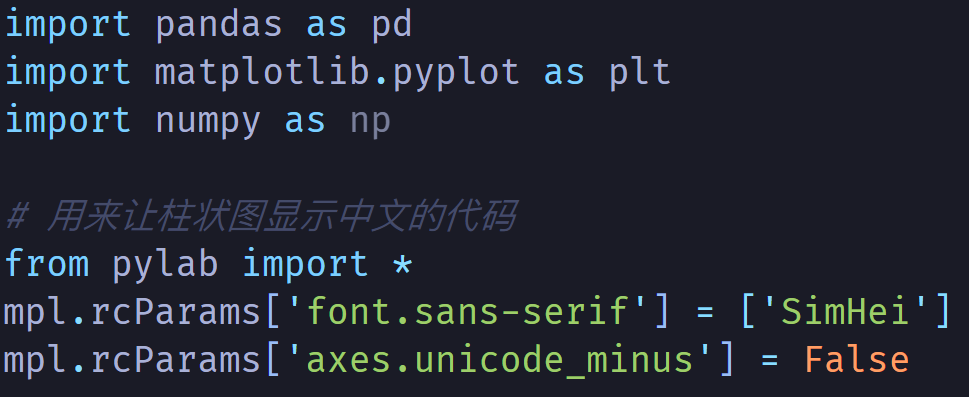 import pandas as pd
import matplotlib.pyplot as plt
import numpy as np
# 用来让柱状图显示中文的代码
from pylab import *
mpl.rcParams['font.sans-serif'] = ['SimHei']
mpl.rcParams['axes.unicode_minus'] = False